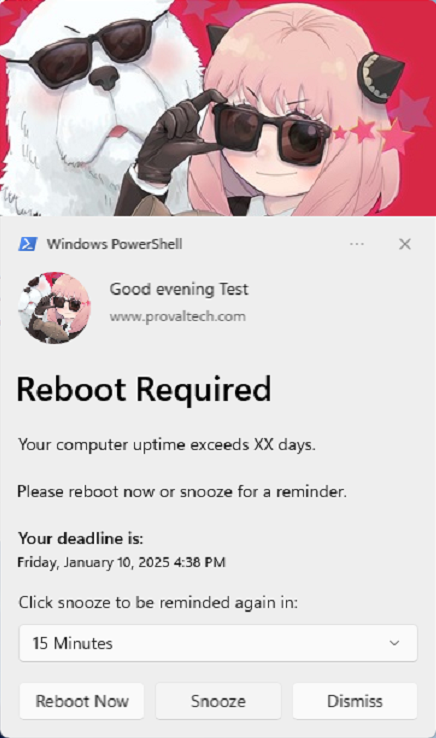 Windows PowerShell
Good evening Test
www.provaltech.com
Reboot Required
Your computer uptime exceeds XX days.
Please reboot now or snooze for a reminder.
Your deadline is:
Friday, January 10, 2025 4:38 PM
Click snooze to be reminded again in:
15 Minutes
Reboot Now Snooze Dismiss